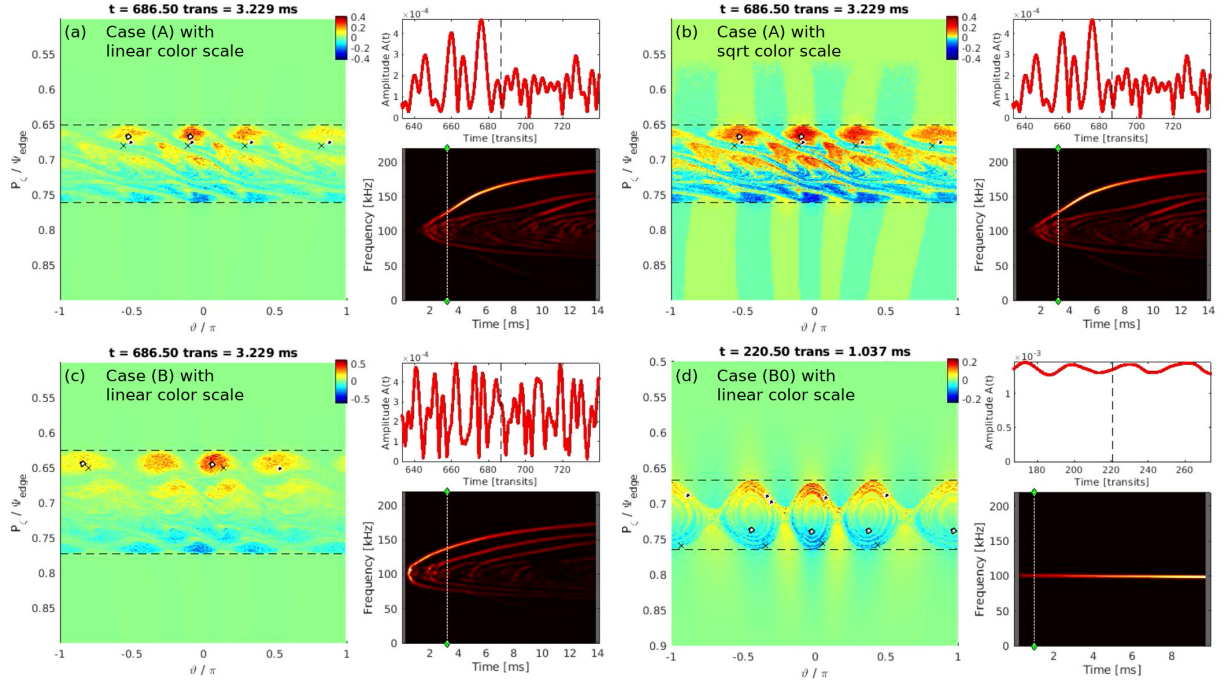 t = 686.50 trans = 3.229 ms
(a) Case (A) with
linear color scale
0.4
0.2
0
-0.2
-0.4
0.55
0.6
0.65
0.7
0.75
0.8
0.85
P_ζ / Ψ_edge
-1 -0.5 0 0.5 1
ϑ / π
×10⁻⁴
4
3
2
1
Amplitude A(t)
640 660 680 700 720
Time [transits]
200
150
100
50
0
Frequency [kHz]
2 4 6 8 10 12 14
Time [ms]
t = 686.50 trans = 3.229 ms
(b) Case (A) with
sqrt color scale
0.4
0.2
0
-0.2
-0.4
0.55
0.6
0.65
0.7
0.75
0.8
0.85
P_ζ / Ψ_edge
-1 -0.5 0 0.5 1
ϑ / π
×10⁻⁴
4
3
2
1
Amplitude A(t)
640 660 680 700 720
Time [transits]
200
150
100
50
0
Frequency [kHz]
2 4 6 8 10 12 14
Time [ms]
t = 686.50 trans = 3.229 ms
(c) Case (B) with
linear color scale
0.5
0
-0.5
0.55
0.6
0.65
0.7
0.75
0.8
0.85
P_ζ / Ψ_edge
-1 -0.5 0 0.5 1
ϑ / π
×10⁻⁴
4
3
2
1
Amplitude A(t)
640 660 680 700 720
Time [transits]
200
150
100
50
0
Frequency [kHz]
2 4 6 8 10 12 14
Time [ms]
t = 220.50 trans = 1.037 ms
(d) Case (B0) with
linear color scale
0.2
0
-0.2
0.5
0.55
0.6
0.65
0.7
0.75
0.8
0.85
0.9
P_ζ / Ψ_edge
-1 -0.5 0 0.5 1
ϑ / π
×10⁻³
1
0.5
0
Amplitude A(t)
180 200 220 240 260
Time [transits]
200
150
100
50
0
Frequency [kHz]
2 4 6 8
Time [ms]